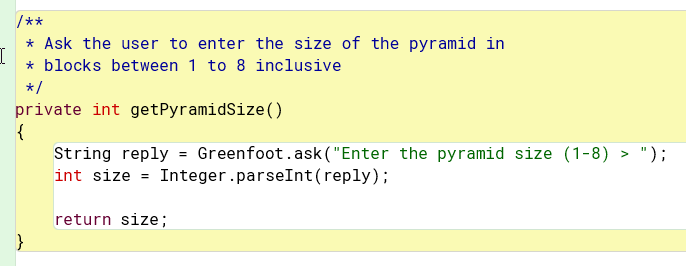 /**
 * Ask the user to enter the size of the pyramid in
 * blocks between 1 to 8 inclusive
 */
private int getPyramidSize()
{
    String reply = Greenfoot.ask("Enter the pyramid size (1-8) > ");
    int size = Integer.parseInt(reply);

    return size;
}